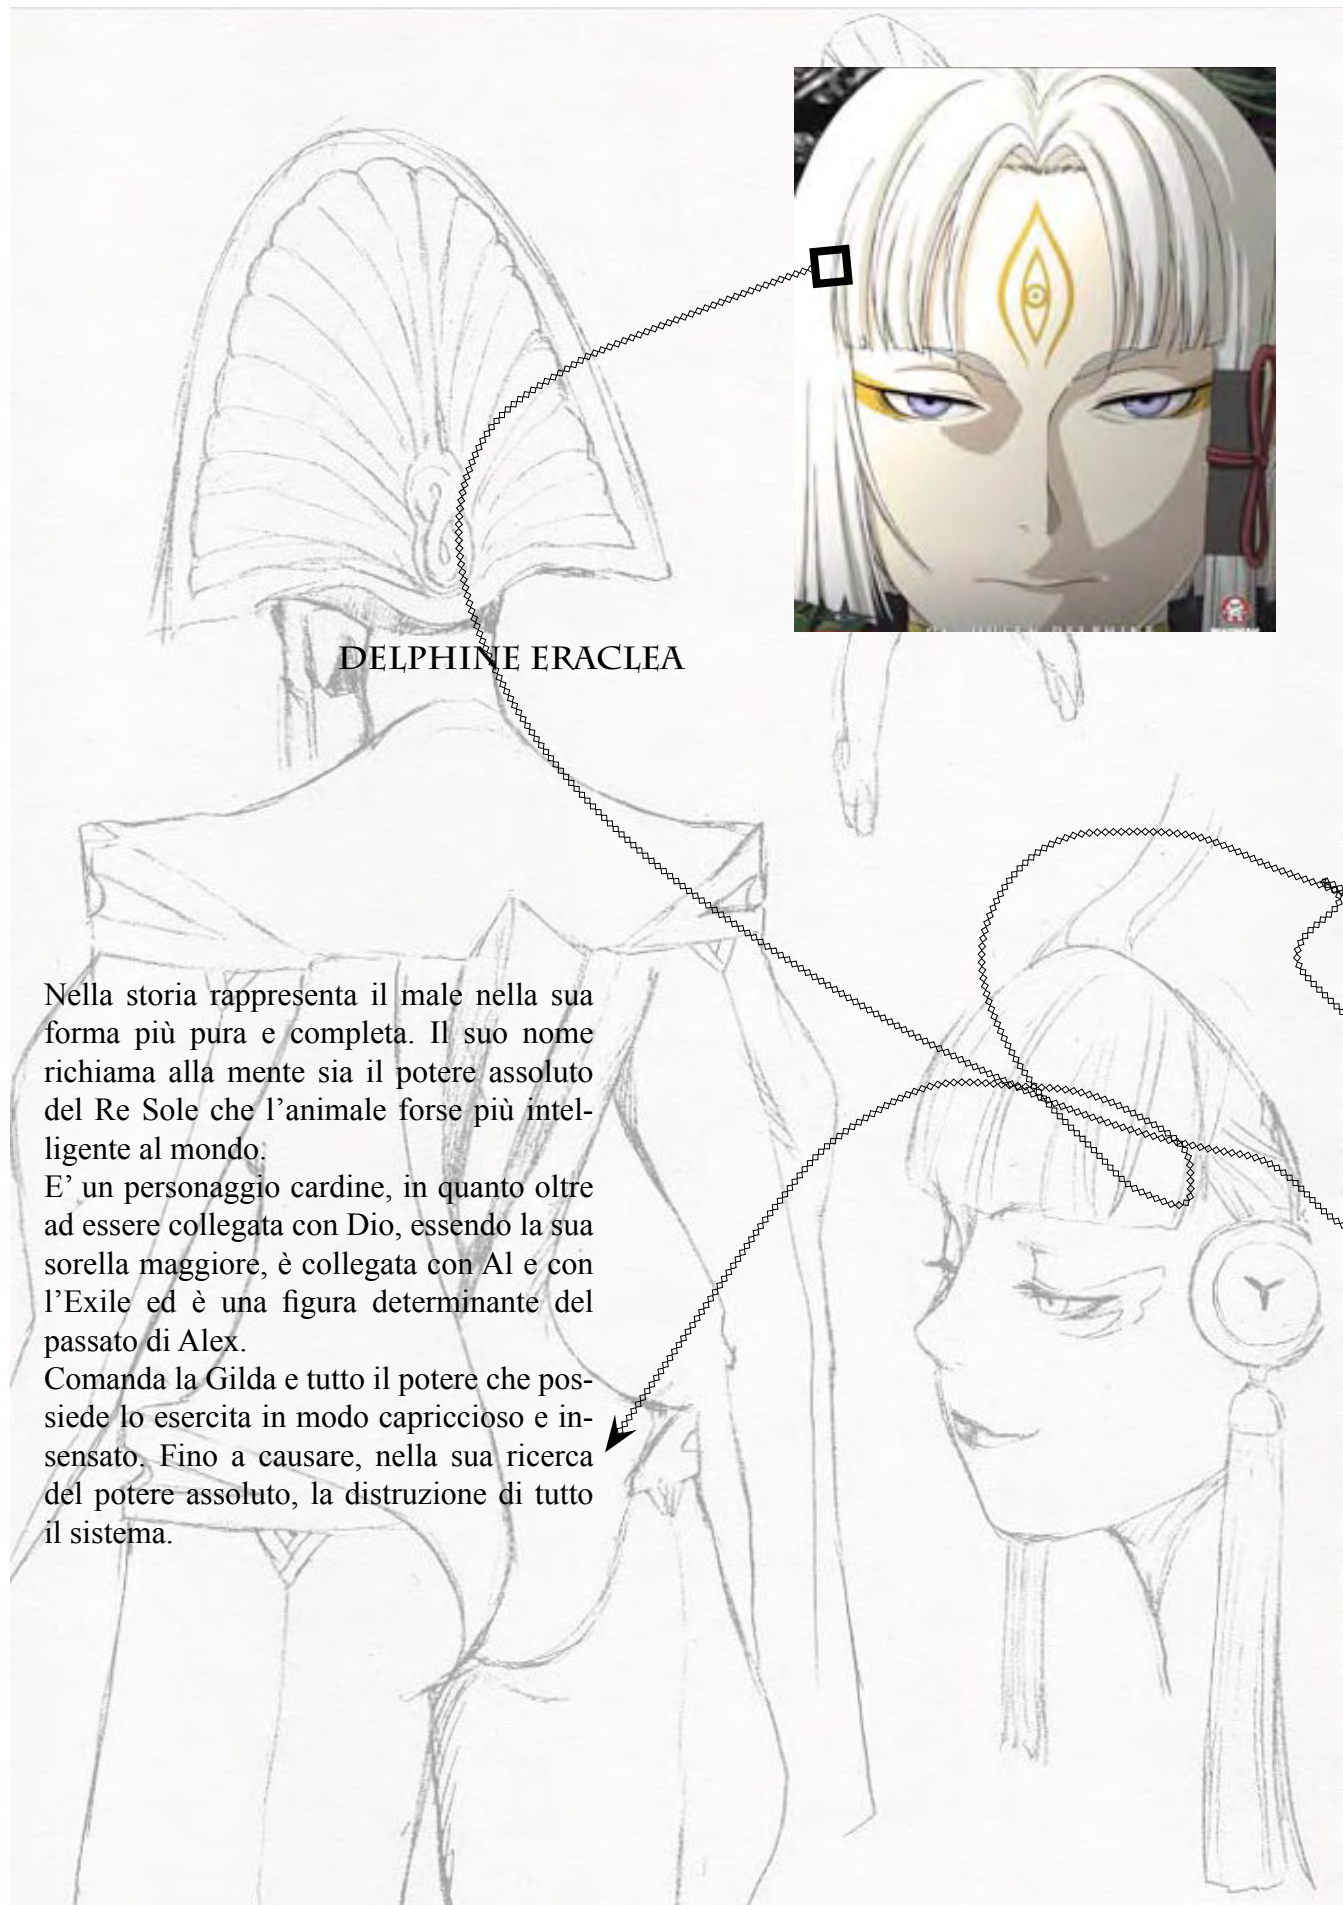 DELPHINE ERACLEA
Nella storia rappresenta il male nella sua
forma più pura e completa. Il suo nome
richiama alla mente sia il potere assoluto
del Re Sole che l’animale forse più intel-
ligente al mondo.
E’ un personaggio cardine, in quanto oltre
ad essere collegata con Dio, essendo la sua
sorella maggiore, è collegata con Al e con
l’Exile ed è una figura determinante del
passato di Alex.
Comanda la Gilda e tutto il potere che pos-
siede lo esercita in modo capriccioso e in-
sensato. Fino a causare, nella sua ricerca
del potere assoluto, la distruzione di tutto
il sistema.